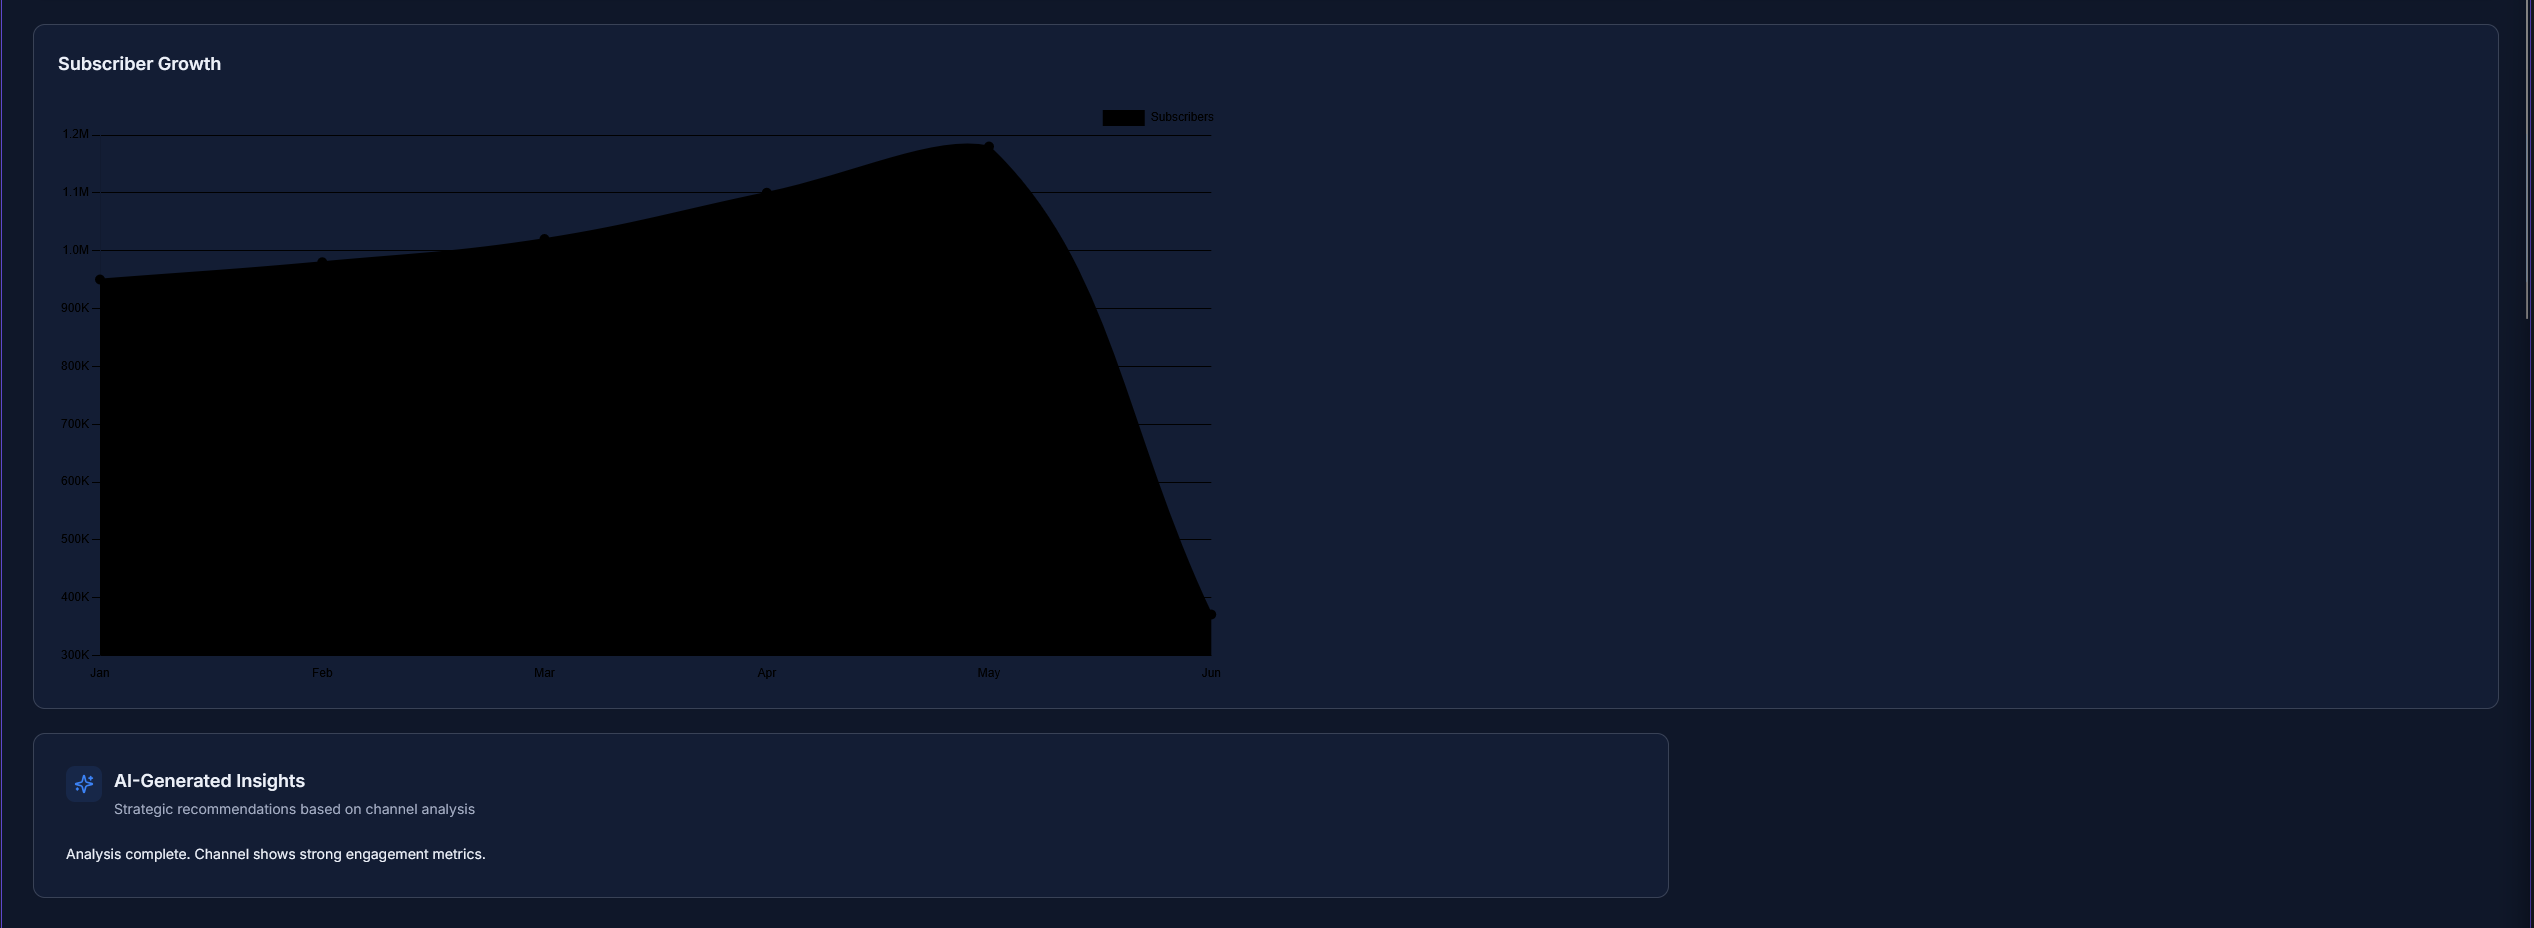 Subscriber Growth
Subscribers
1.2M
1.1M
1.0M
900K
800K
700K
600K
500K
400K
300K
Jan Feb Mar Apr May Jun
AI-Generated Insights
Strategic recommendations based on channel analysis
Analysis complete. Channel shows strong engagement metrics.